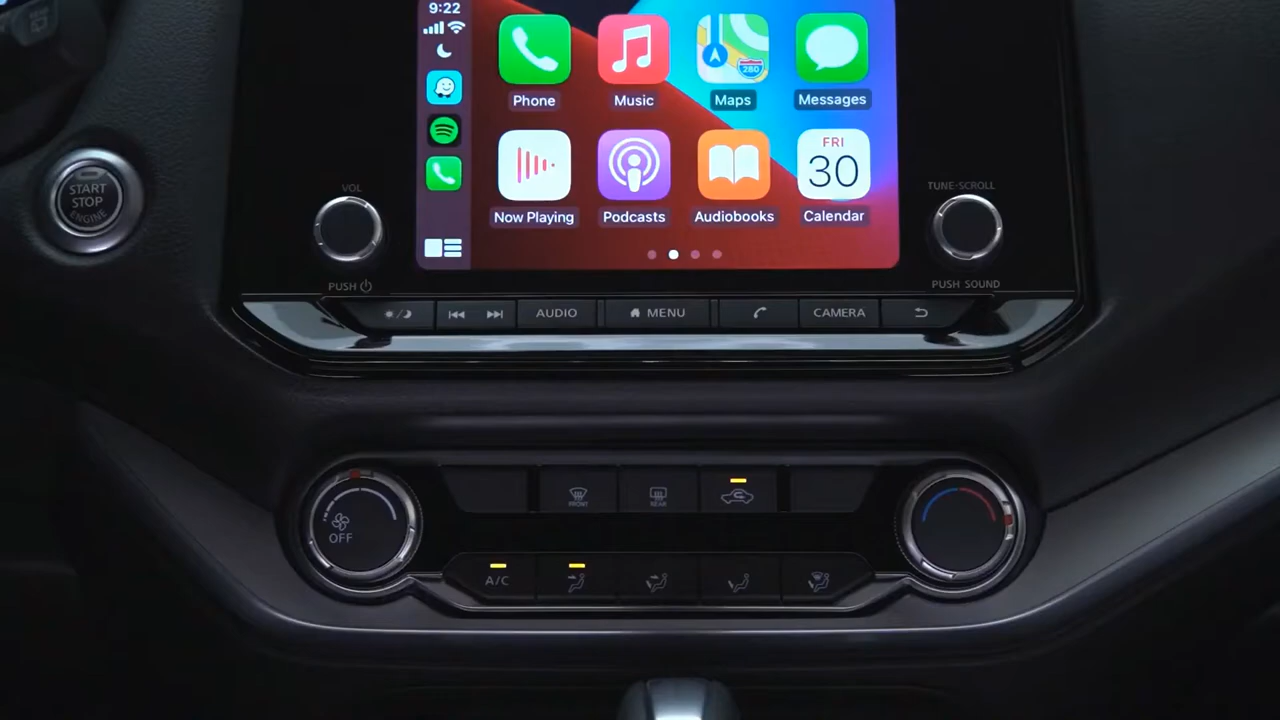 9:22
Phone
Music
280
Maps
Messages
FRI
30
Now Playing
Podcasts
Audiobooks
Calendar
START
STOP
ENGINE
VOL
PUSH
TUNE·SCROLL
PUSH SOUND
AUDIO
MENU
CAMERA
FRONT
REAR
OFF
A/C